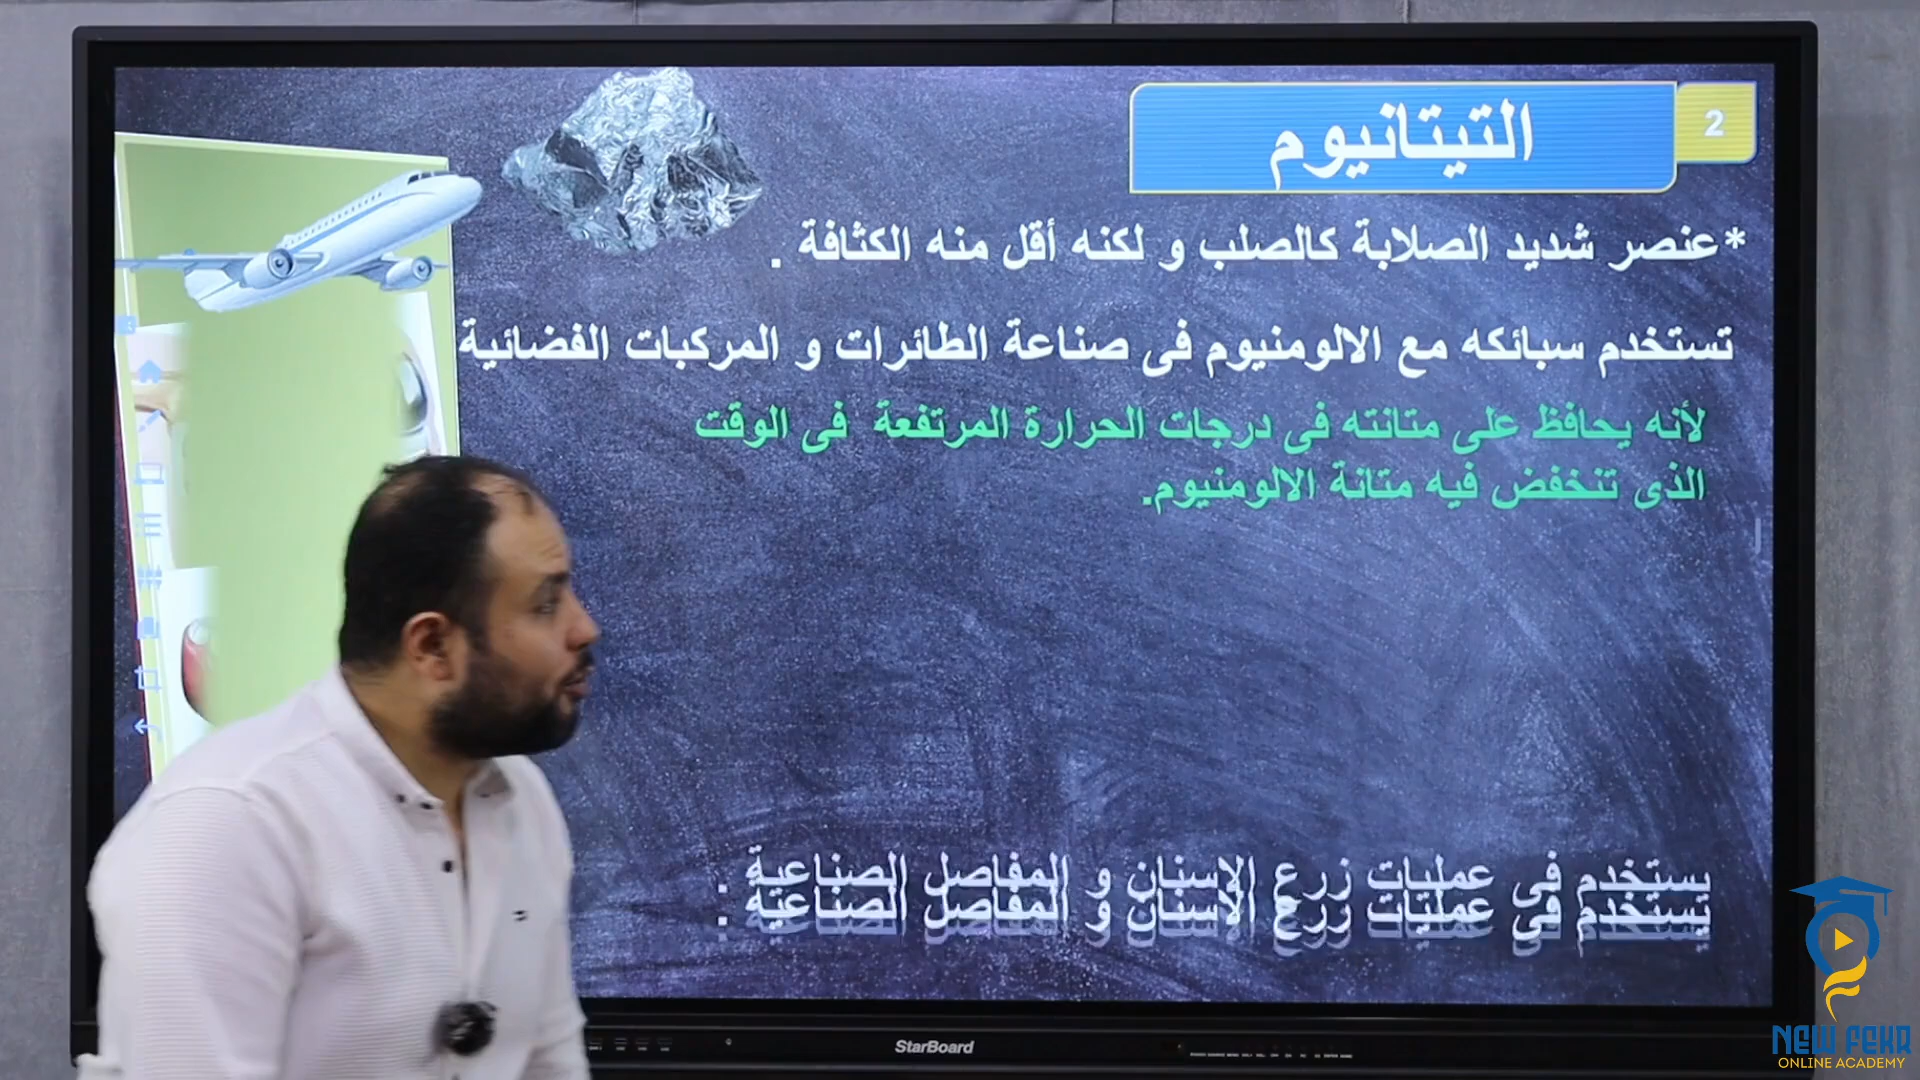 2
التيتانيوم
*عنصر شديد الصلابة كالصلب و لكنه أقل منه الكثافة .
تستخدم سبائكه مع الالومنيوم فى صناعة الطائرات و المركبات الفضائية
لأنه يحافظ على متانته فى درجات الحرارة المرتفعة فى الوقت
الذى تنخفض فيه متانة الالومنيوم.
يستخدم فى عمليات زرع الاسنان و المفاصل الصناعية .
StarBoard
NEW FEKR
ONLINE ACADEMY